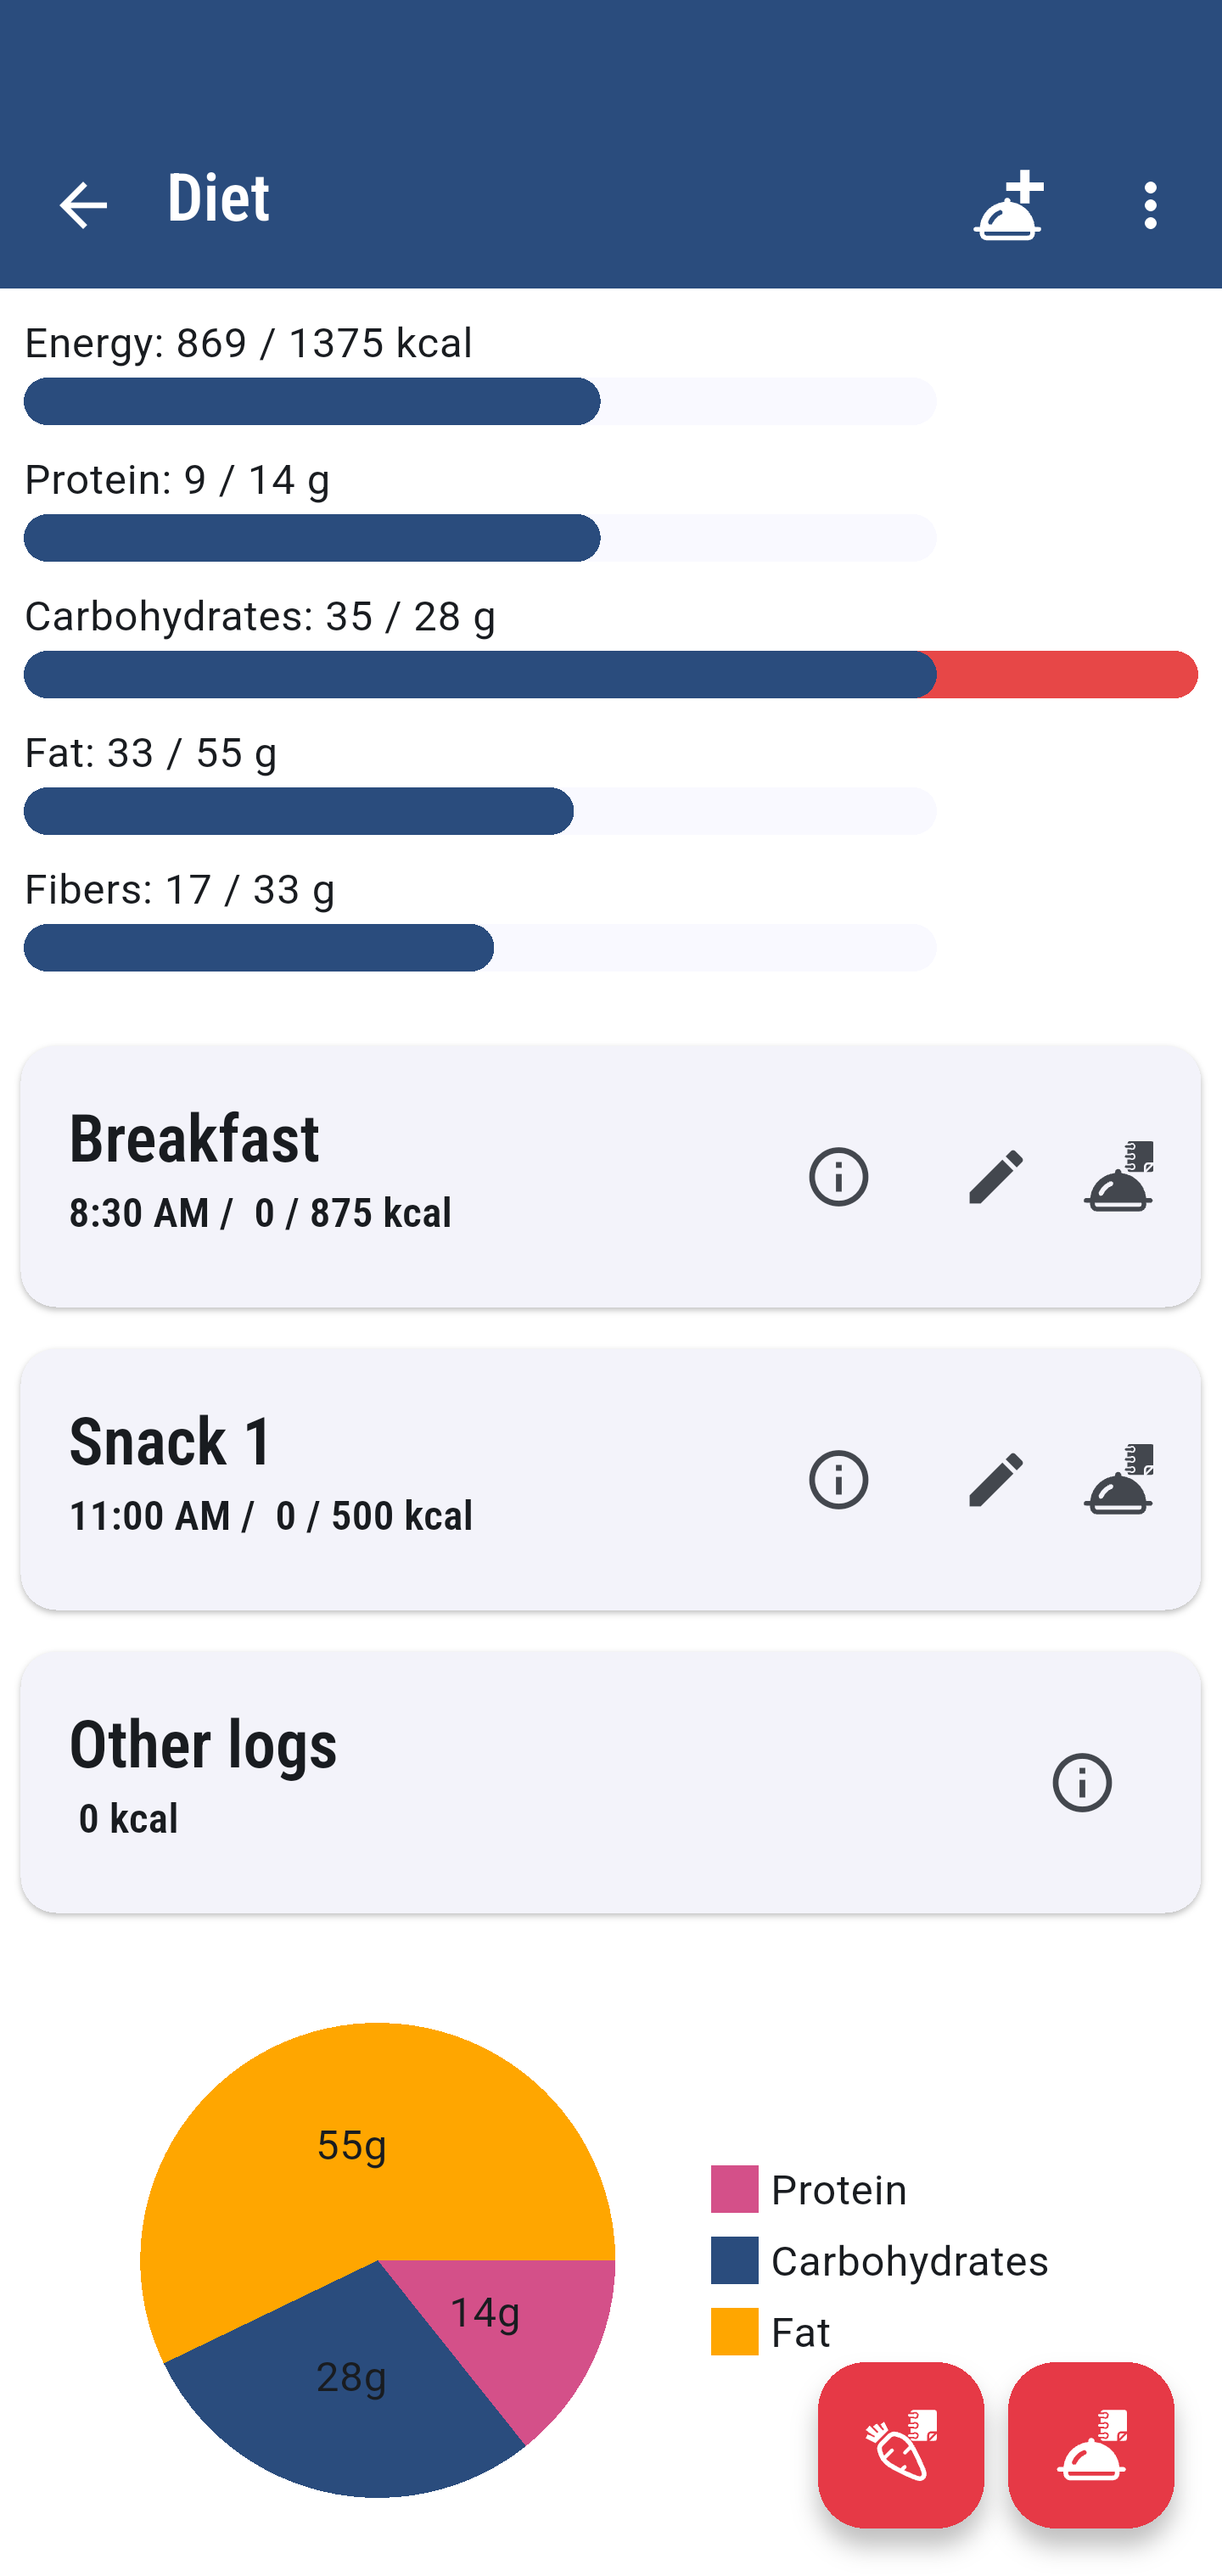 Diet
Energy: 869 / 1375 kcal
Protein: 9 / 14 g
Carbohydrates: 35 / 28 g
Fat: 33 / 55 g
Fibers: 17 / 33 g
Breakfast
8:30 AM / 0 / 875 kcal
Snack 1
11:00 AM / 0 / 500 kcal
Other logs
0 kcal
55g
14g
28g
Protein
Carbohydrates
Fat